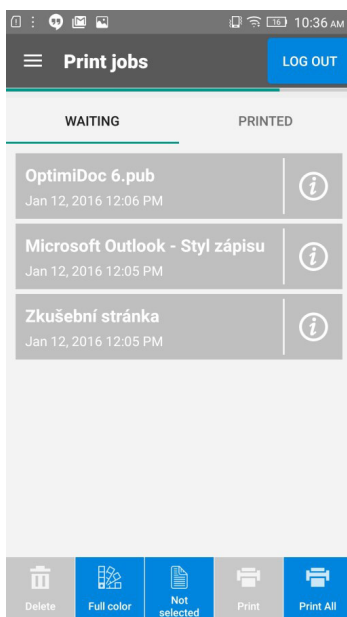 16 10:36 AM
Print jobs
LOG OUT
WAITING PRINTED
OptimiDoc 6.pub
Jan 12, 2016 12:06 PM
Microsoft Outlook - Styl zápisu
Jan 12, 2016 12:05 PM
Zkušební stránka
Jan 12, 2016 12:05 PM
Delete
Full color
Not
selected
Print
Print All